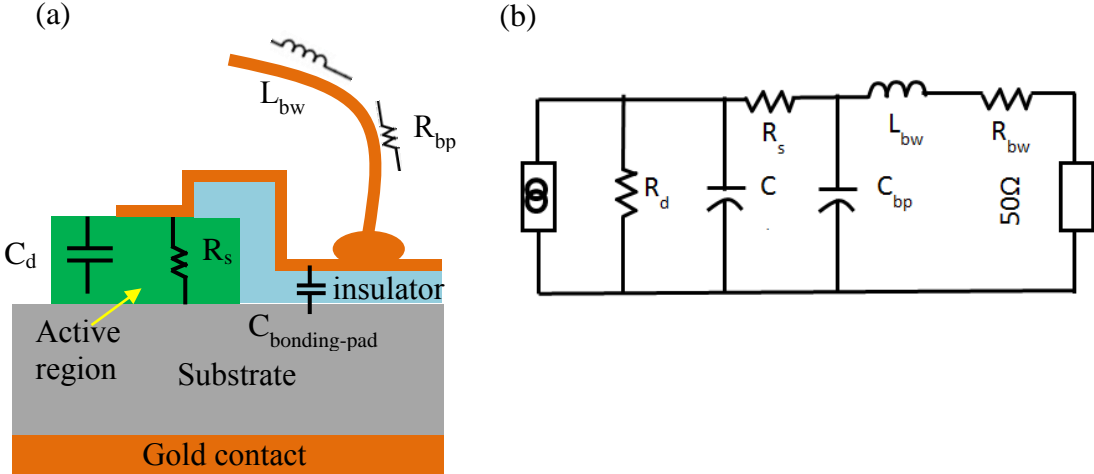 (a)
L_bw
R_bp
C_d
R_s
insulator
C_bonding-pad
Active
region
Substrate
Gold contact
(b)
R_s
L_bw
R_bw
R_d
C
C_bp
50Ω